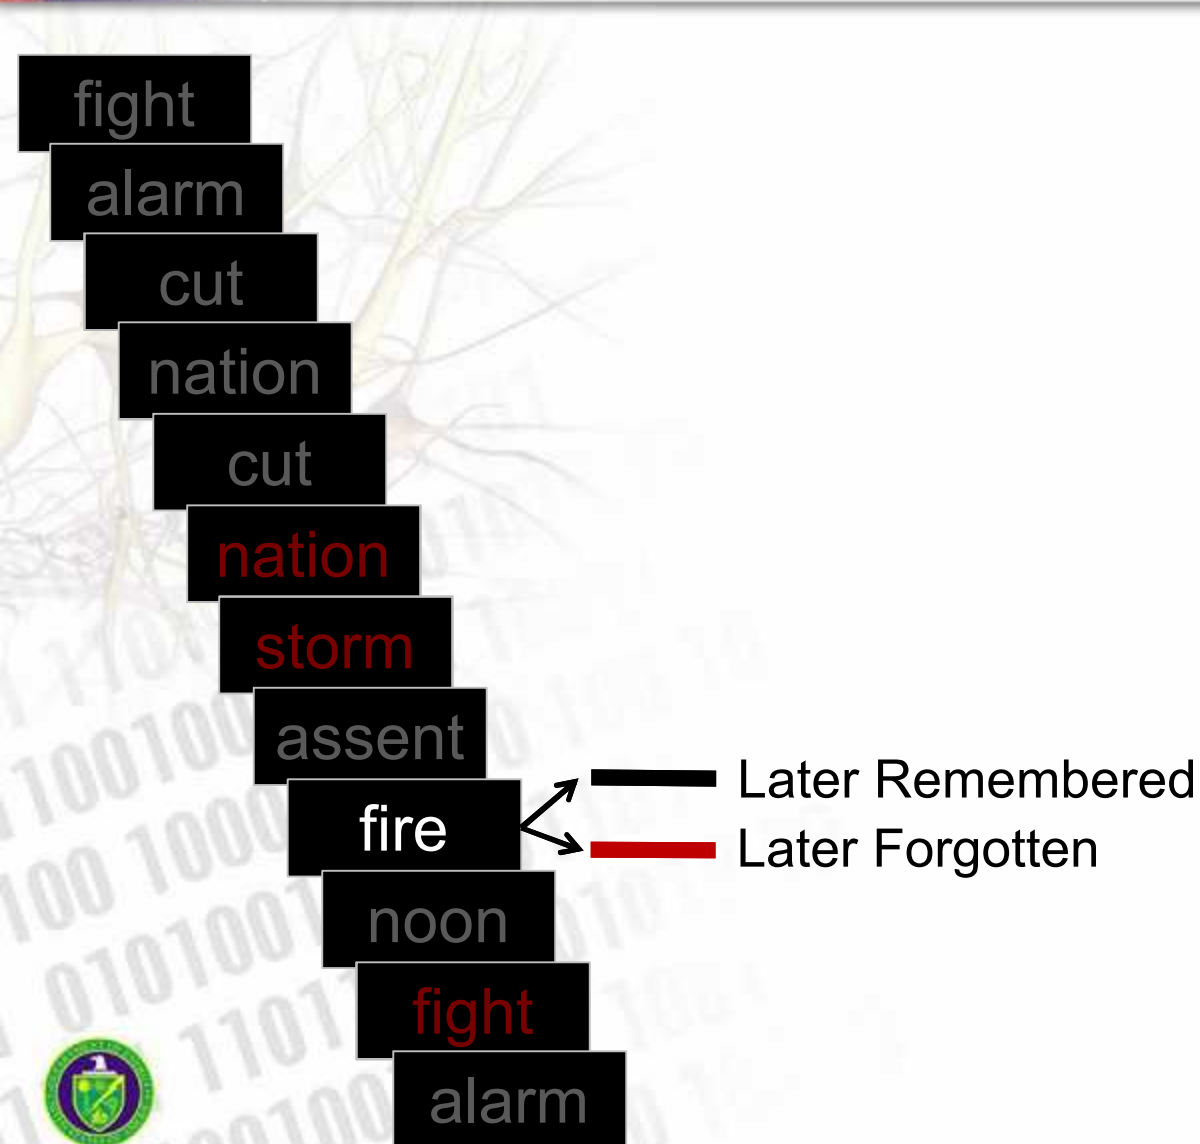 fight
alarm
cut
nation
cut
nation
storm
assent
fire
Later Remembered
Later Forgotten
noon
fight
alarm